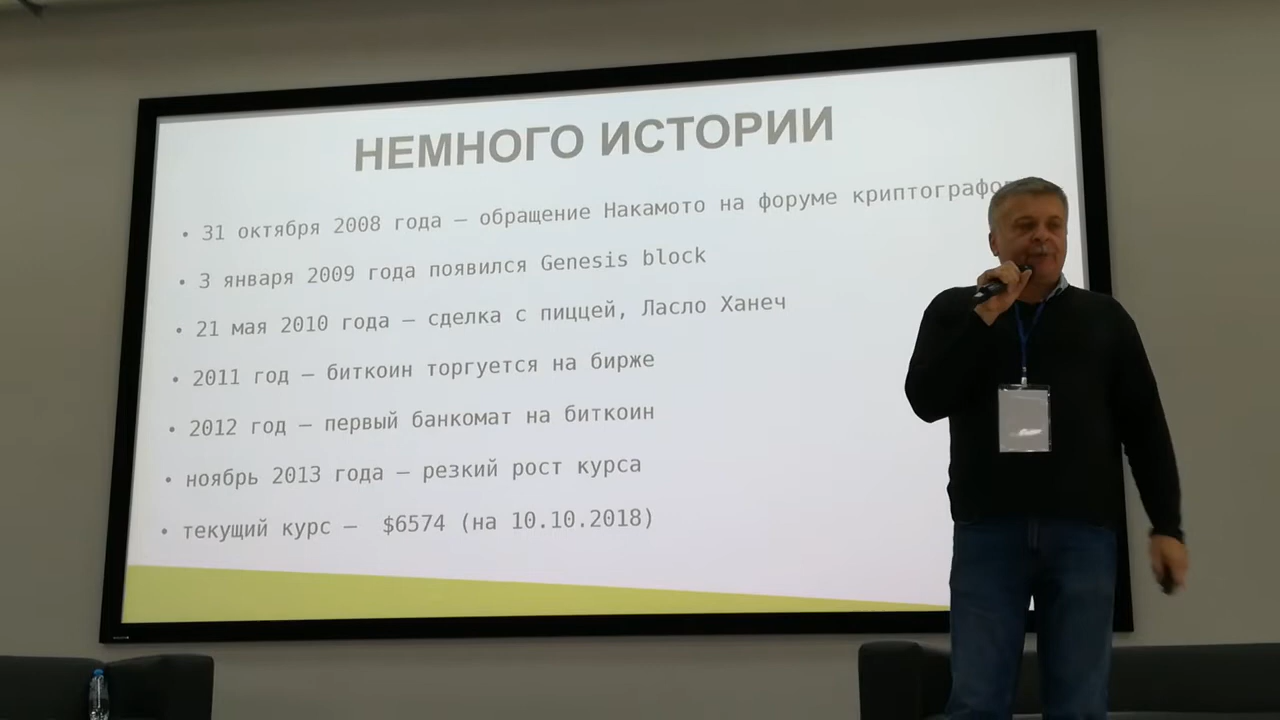 НЕМНОГО ИСТОРИИ
• 31 октября 2008 года – обращение Накамото на форуме
• 3 января 2009 года появился Genesis block
• 21 мая 2010 года – сделка с пиццей, Ласло Ханеч
• 2011 год – биткоин торгуется на бирже
• 2012 год – первый банкомат на биткоин
• ноябрь 2013 года – резкий рост курса
• текущий курс – $6574 (на 10.10.2018)